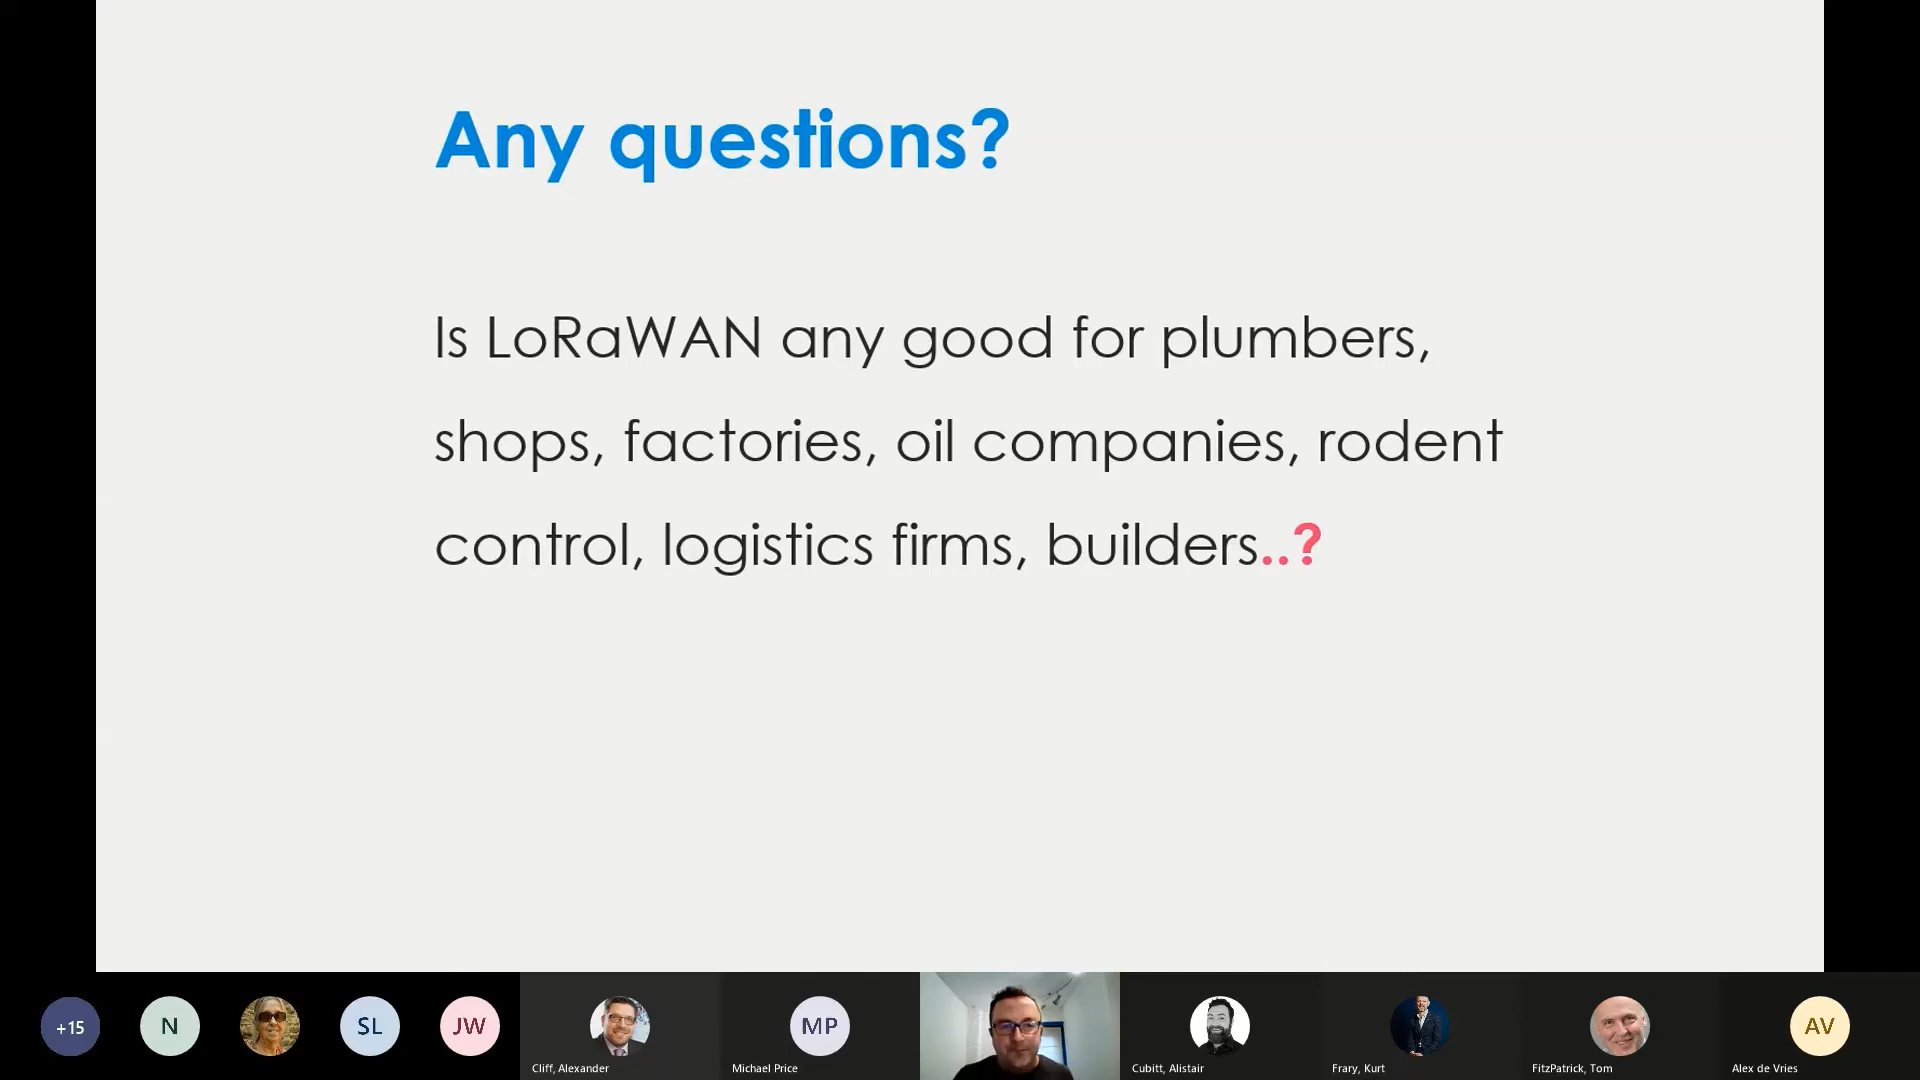 Any questions?
Is LoRaWAN any good for plumbers,
shops, factories, oil companies, rodent
control, logistics firms, builders..?
+15
N
SL
JW
MP
AV
Cliff, Alexander
Michael Price
Cubitt, Alistair
Frary, Kurt
FitzPatrick, Tom
Alex de Vries